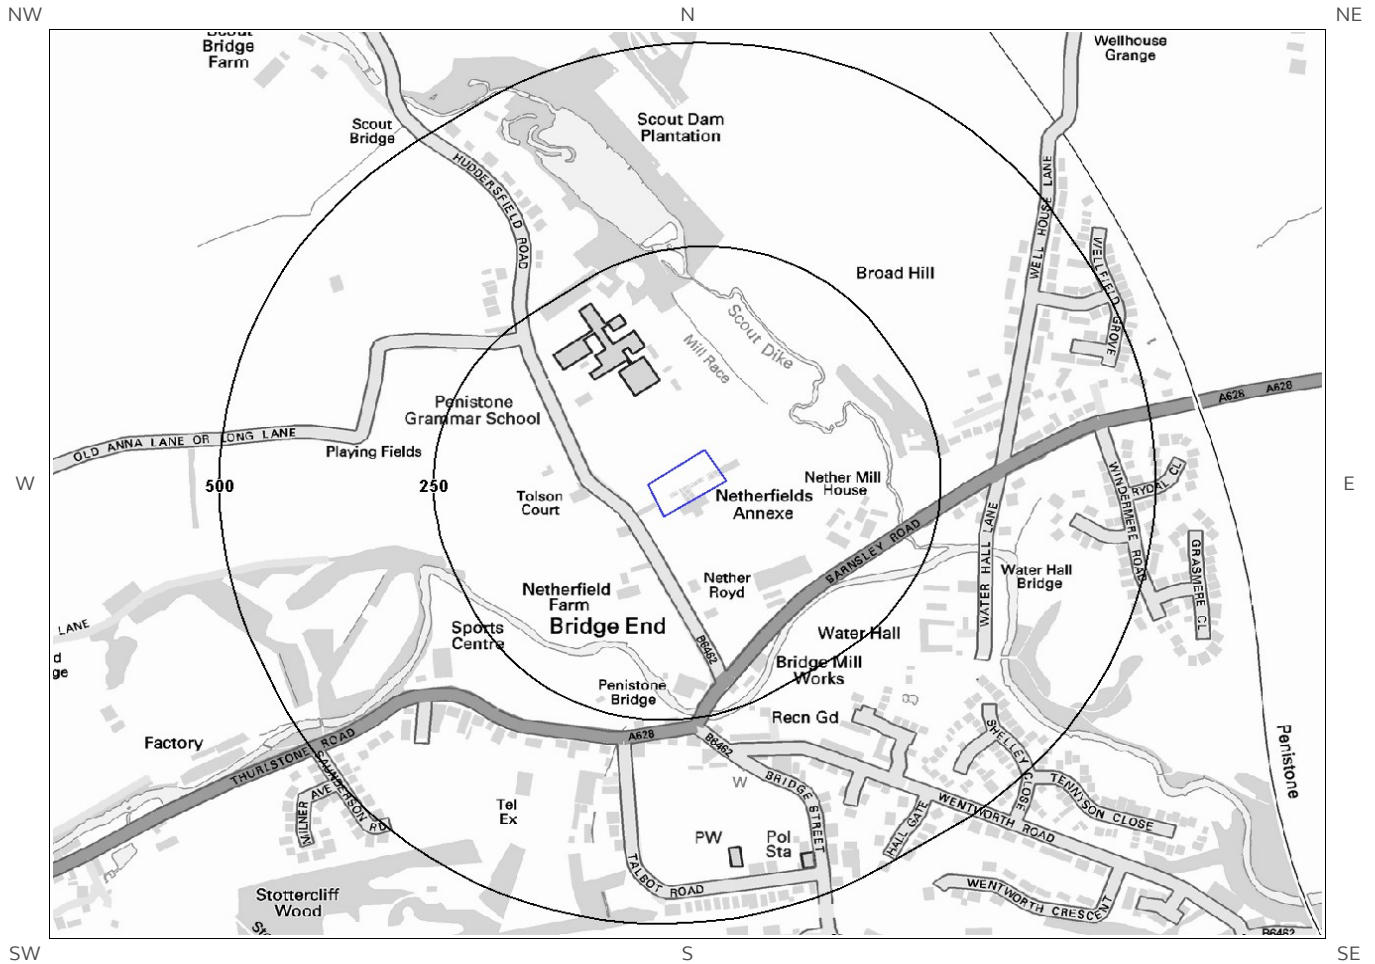 NW
N
NE
Scout
Bridge
Farm
Wellhouse
Grange
Scout
Bridge
Scout Dam
Plantation
HUDDERSFIELD ROAD
WELL HOUSE LANE
WELLFIELD GROVE
Broad Hill
Scout Dike
Mill Race
A628
A628
Penistone
Grammar School
OLD ANNA LANE OR LONG LANE
Playing Fields
W
500
250
Tolson
Court
Netherfields
Annexe
Nether Mill
House
E
WINDERMERE ROAD
RYDAL CL
GRASMERE CL
BARNSLEY ROAD
WATER HALL LANE
Water Hall
Bridge
Nether
Royd
Netherfield
Farm
Bridge End
LANE
Sports
Centre
B6462
Water Hall
Bridge Mill
Works
Penistone
Bridge
Recn Gd
Factory
THURLSTONE ROAD
A628
B6462
SAUNDERSON RD
MILNER AVE
W
BRIDGE STREET
SHELLEY CLOSE
TENNYSON CLOSE
Penistone
Tel
Ex
PW
Pol
Sta
HALL GATE
WENTWORTH ROAD
TALBOT ROAD
WENTWORTH CRESCENT
Stottercliff
Wood
B6462
SW
S
SE